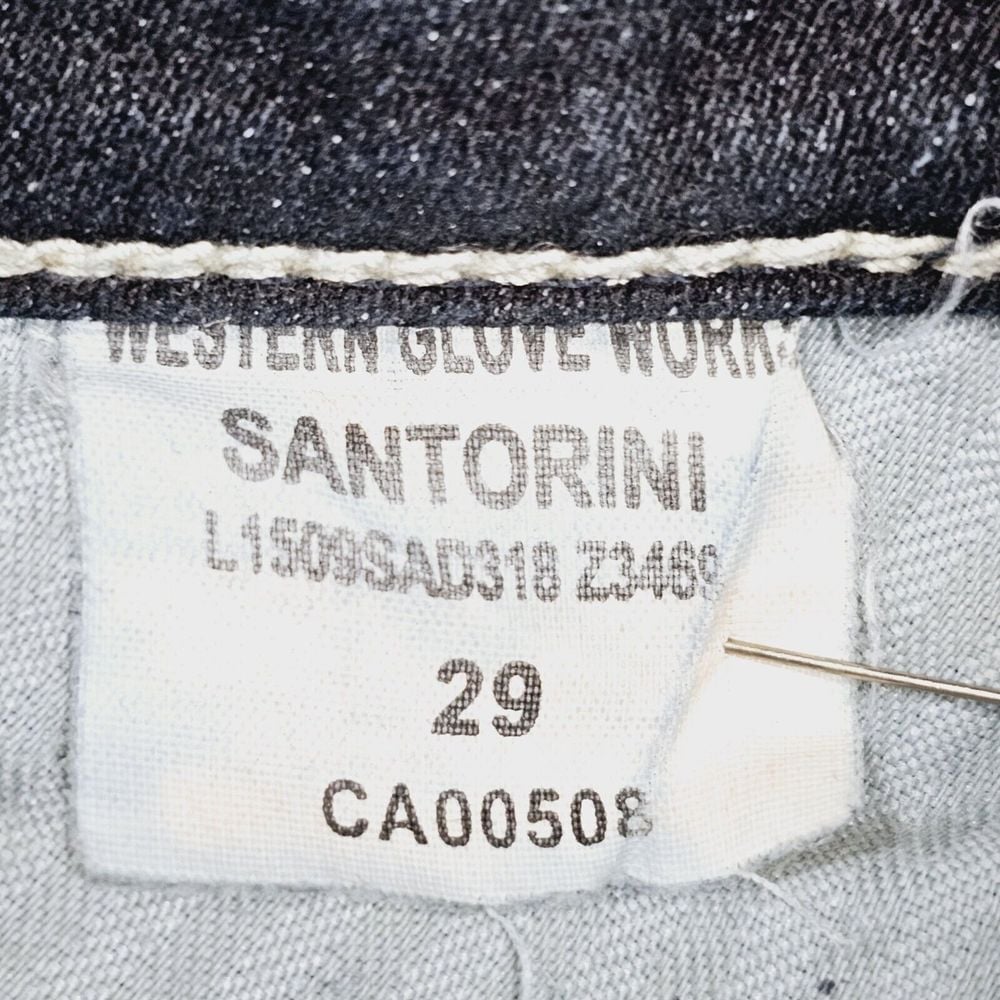 WESTERN GLOVE WORKS
SANTORINI
L1509SAD318 Z3469
29
CA00508